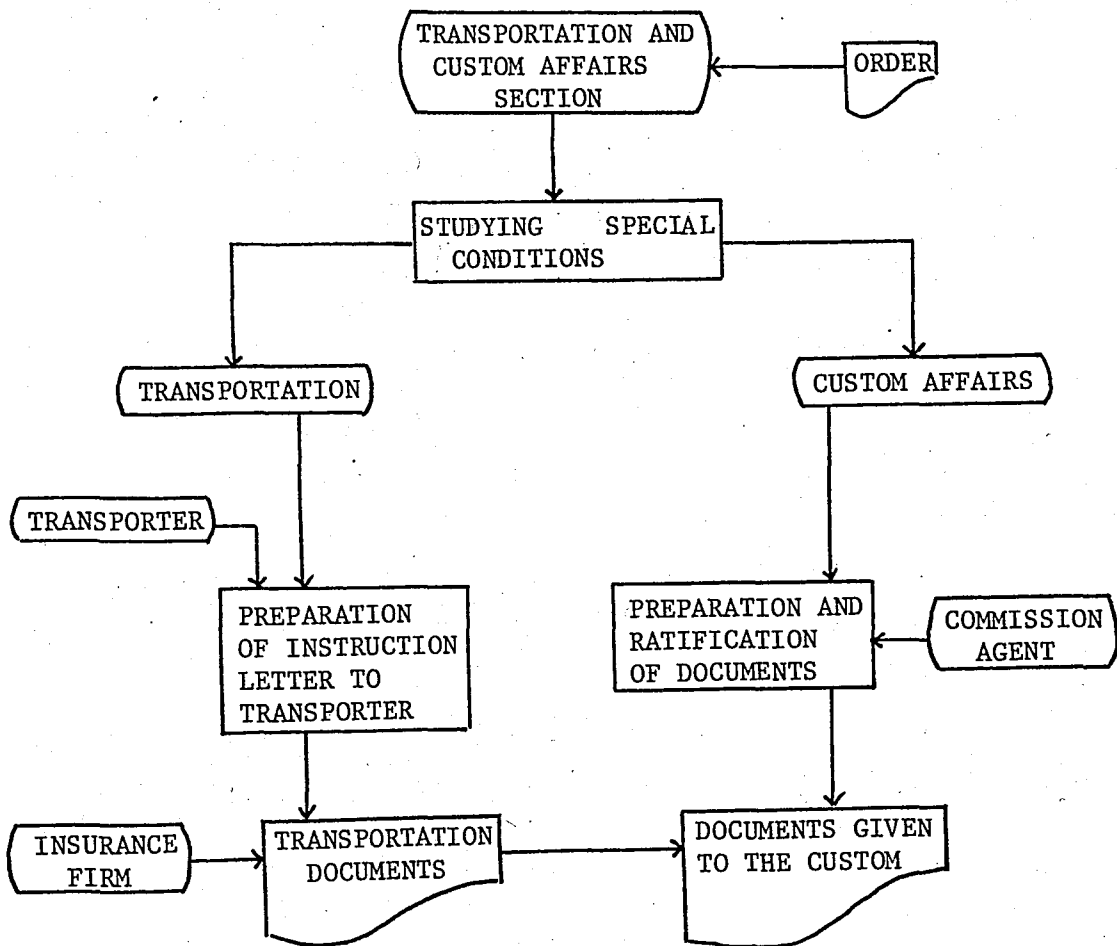 TRANSPORTATION AND
CUSTOM AFFAIRS
SECTION
ORDER
STUDYING SPECIAL
CONDITIONS
TRANSPORTATION
CUSTOM AFFAIRS
TRANSPORTER
PREPARATION
OF INSTRUCTION
LETTER TO
TRANSPORTER
PREPARATION AND
RATIFICATION
OF DOCUMENTS
COMMISSION
AGENT
INSURANCE
FIRM
TRANSPORTATION
DOCUMENTS
DOCUMENTS GIVEN
TO THE CUSTOM